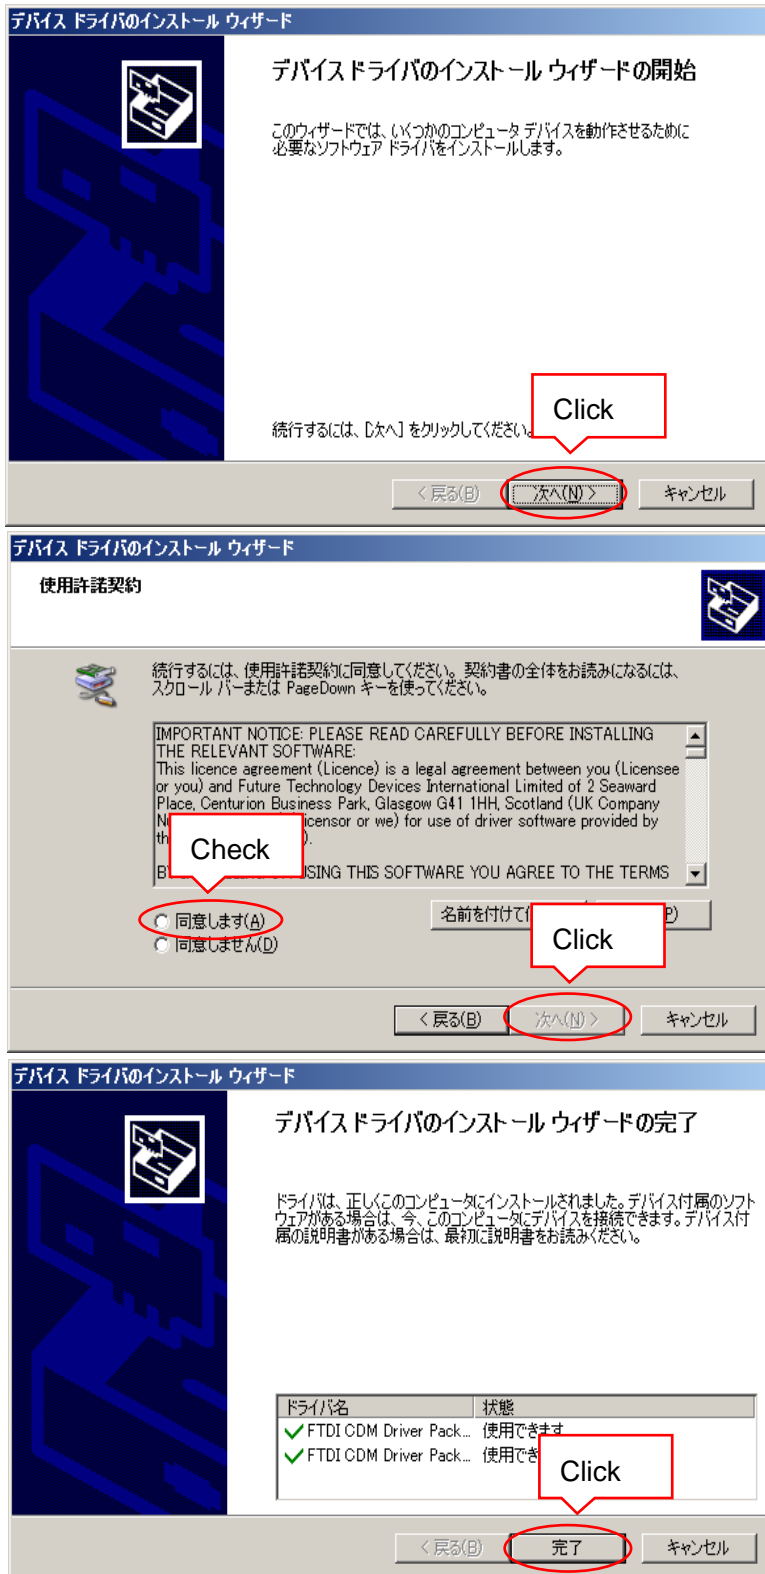 デバイス ドライバのインストール ウィザード
デバイス ドライバのインストール ウィザードの開始
このウィザードでは、いくつかのコンピュータ デバイスを動作させるために
必要なソフトウェア ドライバをインストールします。
Click
続行するには、[次へ] をクリックしてください。
< 戻る(B)
次へ(N) >
キャンセル
デバイス ドライバのインストール ウィザード
使用許諾契約
続行するには、使用許諾契約に同意してください。契約書の全体をお読みになるには、
スクロール バーまたは PageDown キーを使ってください。
IMPORTANT NOTICE: PLEASE READ CAREFULLY BEFORE INSTALLING
THE RELEVANT SOFTWARE:
This licence agreement (Licence) is a legal agreement between you (Licensee
or you) and Future Technology Devices International Limited of 2 Seaward
Place, Centurion Business Park, Glasgow G41 1HH, Scotland (UK Company
icensor or we) for use of driver software provided by
).
Check
USING THIS SOFTWARE YOU AGREE TO THE TERMS
同意します(A)
名前を付けて
P)
同意しません(D)
Click
< 戻る(B)
次へ(N) >
キャンセル
デバイス ドライバのインストール ウィザード
デバイス ドライバのインストール ウィザードの完了
ドライバは、正しくこのコンピュータにインストールされました。デバイス付属のソフト
ウェアがある場合は、今、このコンピュータにデバイスを接続できます。デバイス付
属の説明書がある場合は、最初に説明書をお読みください。
ドライバ名 状態
FTDI CDM Driver Pack... 使用できます
FTDI CDM Driver Pack... 使用でき
Click
< 戻る(B)
完了
キャンセル